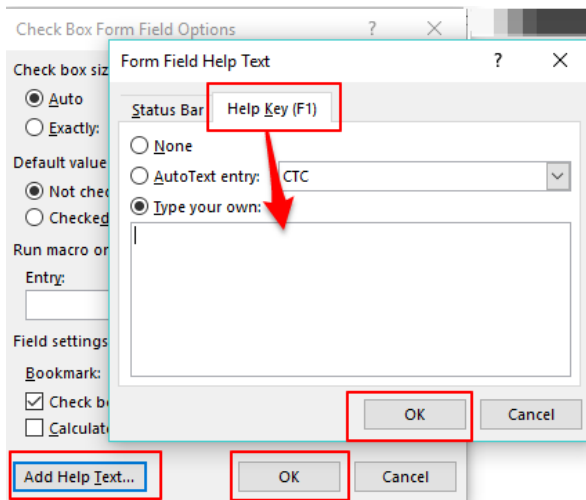 Check Box Form Field Options
Check box siz
Auto
Exactly:
Default value
Not chec
Checked
Run macro or
Entry:
Field settings
Bookmark:
Check b
Calculat
Add Help Text...
OK
Cancel
Form Field Help Text
Status Bar
Help Key (F1)
None
AutoText entry:
CTC
Type your own:
OK
Cancel